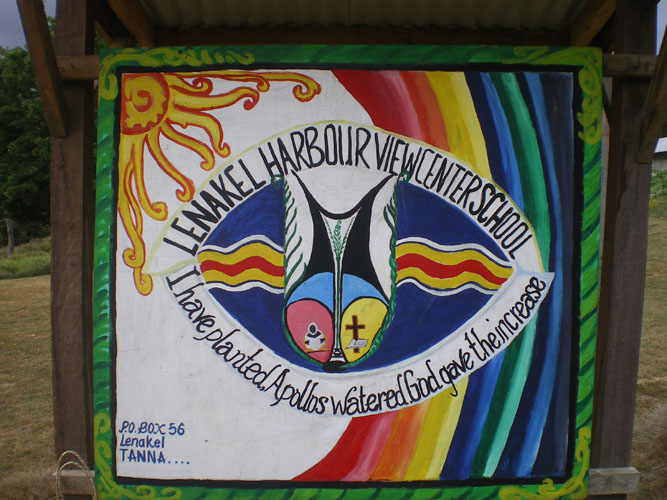 LENAKEL HARBOUR VIEW CENTER SCHOOL
I have planted, Apollos watered God gave the increase
P.O. BOX 56
Lenakel
TANNA....